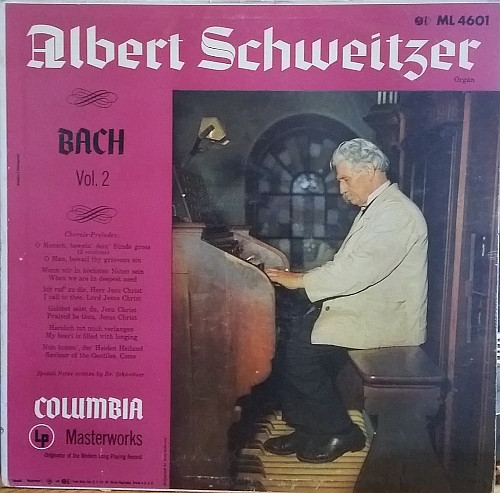 ML 4601
Albert Schweitzer
Organ
BACH
Vol. 2
Chorale-Preludes:
O Mensch, bewein' dein' Sünde gross
(2 versions)
O Man, bewail thy grievous sin
Wenn wir in höchsten Nöten sein
When we are in deepest need
Ich ruf' zu dir, Herr Jesu Christ
I call to thee, Lord Jesus Christ
Gelobet seist du, Jesu Christ
Praised be thou, Jesus Christ
Herzlich tut mich verlangen
My heart is filled with longing
Nun komm', der Heiden Heiland
Saviour of the Gentiles, Come
Special Notes written by Dr. Schweitzer
COLUMBIA
Lp Masterworks
Originator of the Modern Long Playing Record